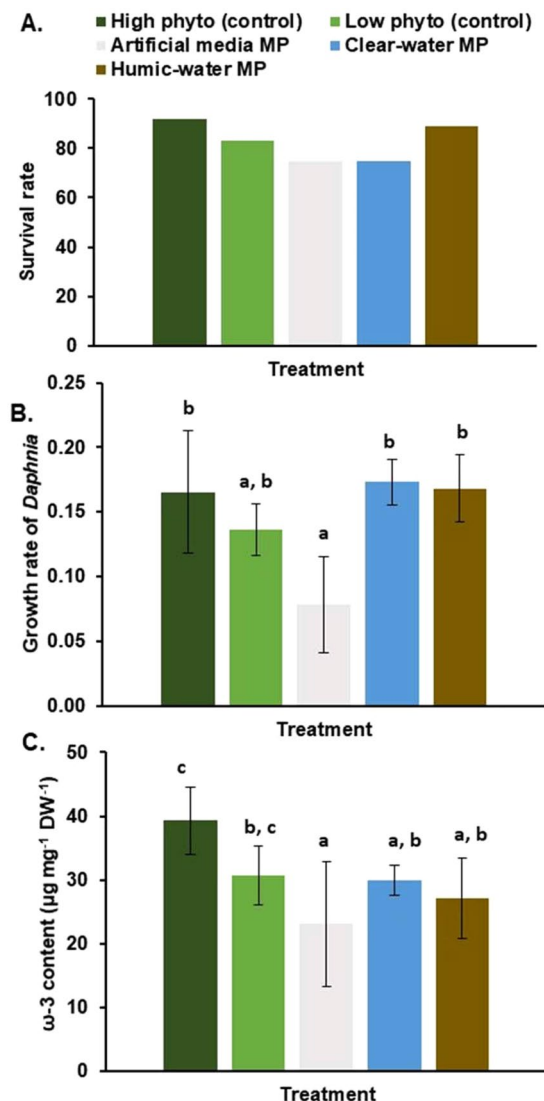 A.
High phyto (control) Low phyto (control)
Artificial media MP Clear-water MP
Humic-water MP
100
80
60
40
20
0
Survival rate
Treatment
B.
0.25
0.20
0.15
0.10
0.05
0.00
Growth rate of Daphnia
b
a, b
a
b
b
Treatment
C.
50
40
30
20
10
0
ω-3 content (µg mg⁻¹ DW⁻¹)
c
b, c
a
a, b
a, b
Treatment